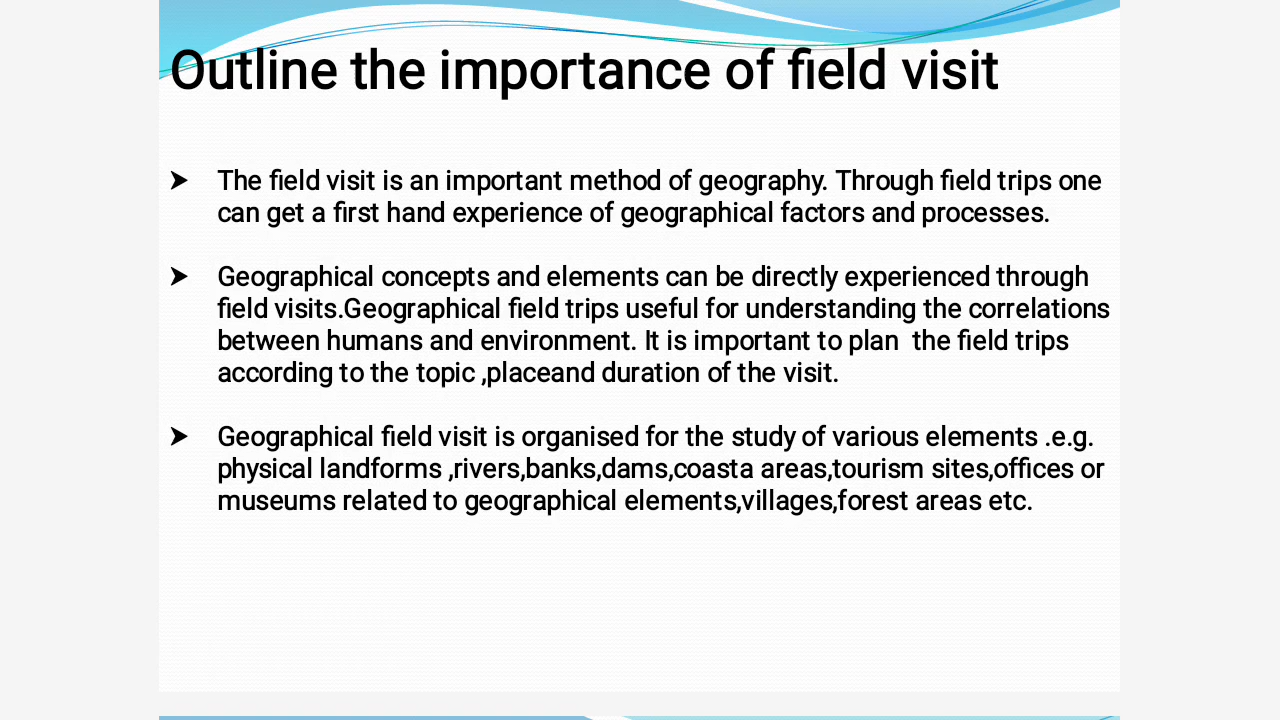 Outline the importance of field visit
➤ The field visit is an important method of geography. Through field trips one
can get a first hand experience of geographical factors and processes.
➤ Geographical concepts and elements can be directly experienced through
field visits.Geographical field trips useful for understanding the correlations
between humans and environment. It is important to plan  the field trips
according to the topic ,placeand duration of the visit.
➤ Geographical field visit is organised for the study of various elements .e.g.
physical landforms ,rivers,banks,dams,coasta areas,tourism sites,offices or
museums related to geographical elements,villages,forest areas etc.